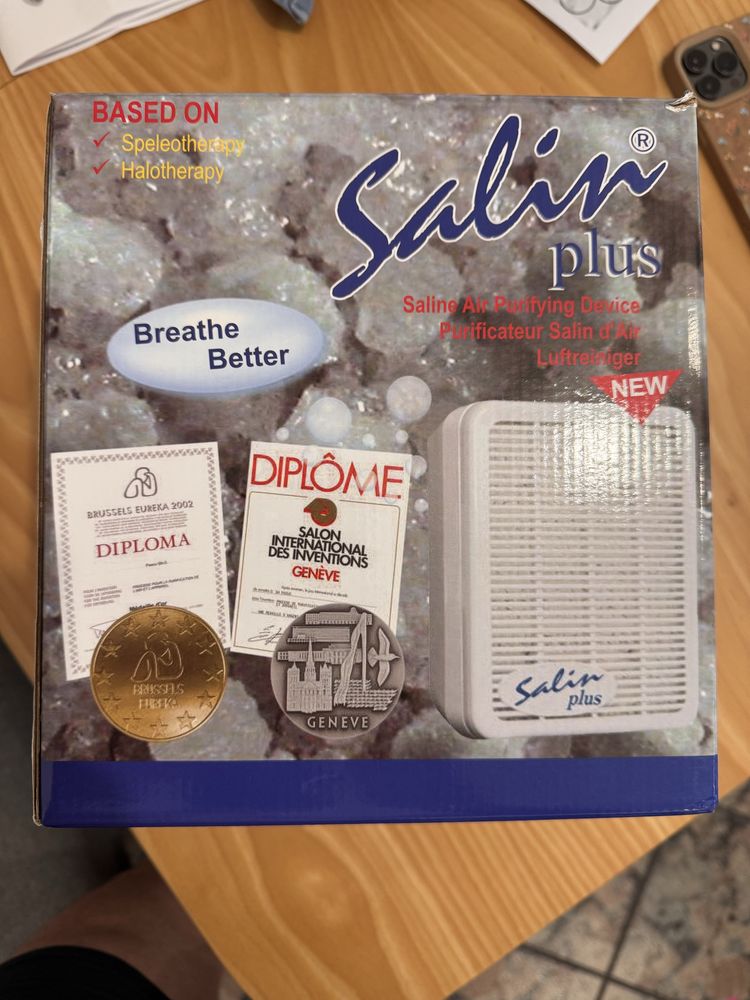 BASED ON
✓ Speleotherapy
✓ Halotherapy
Salin®
plus
Saline Air Purifying Device
Purificateur Salin d'Air
Luftreiniger
NEW
Breathe
Better
BRUSSELS EUREKA 2002
DIPLOMA
DIPLÔME
SALON
INTERNATIONAL
DES INVENTIONS
GENÈVE
BRUSSELS
EUREKA
GENEVE
Salin
plus